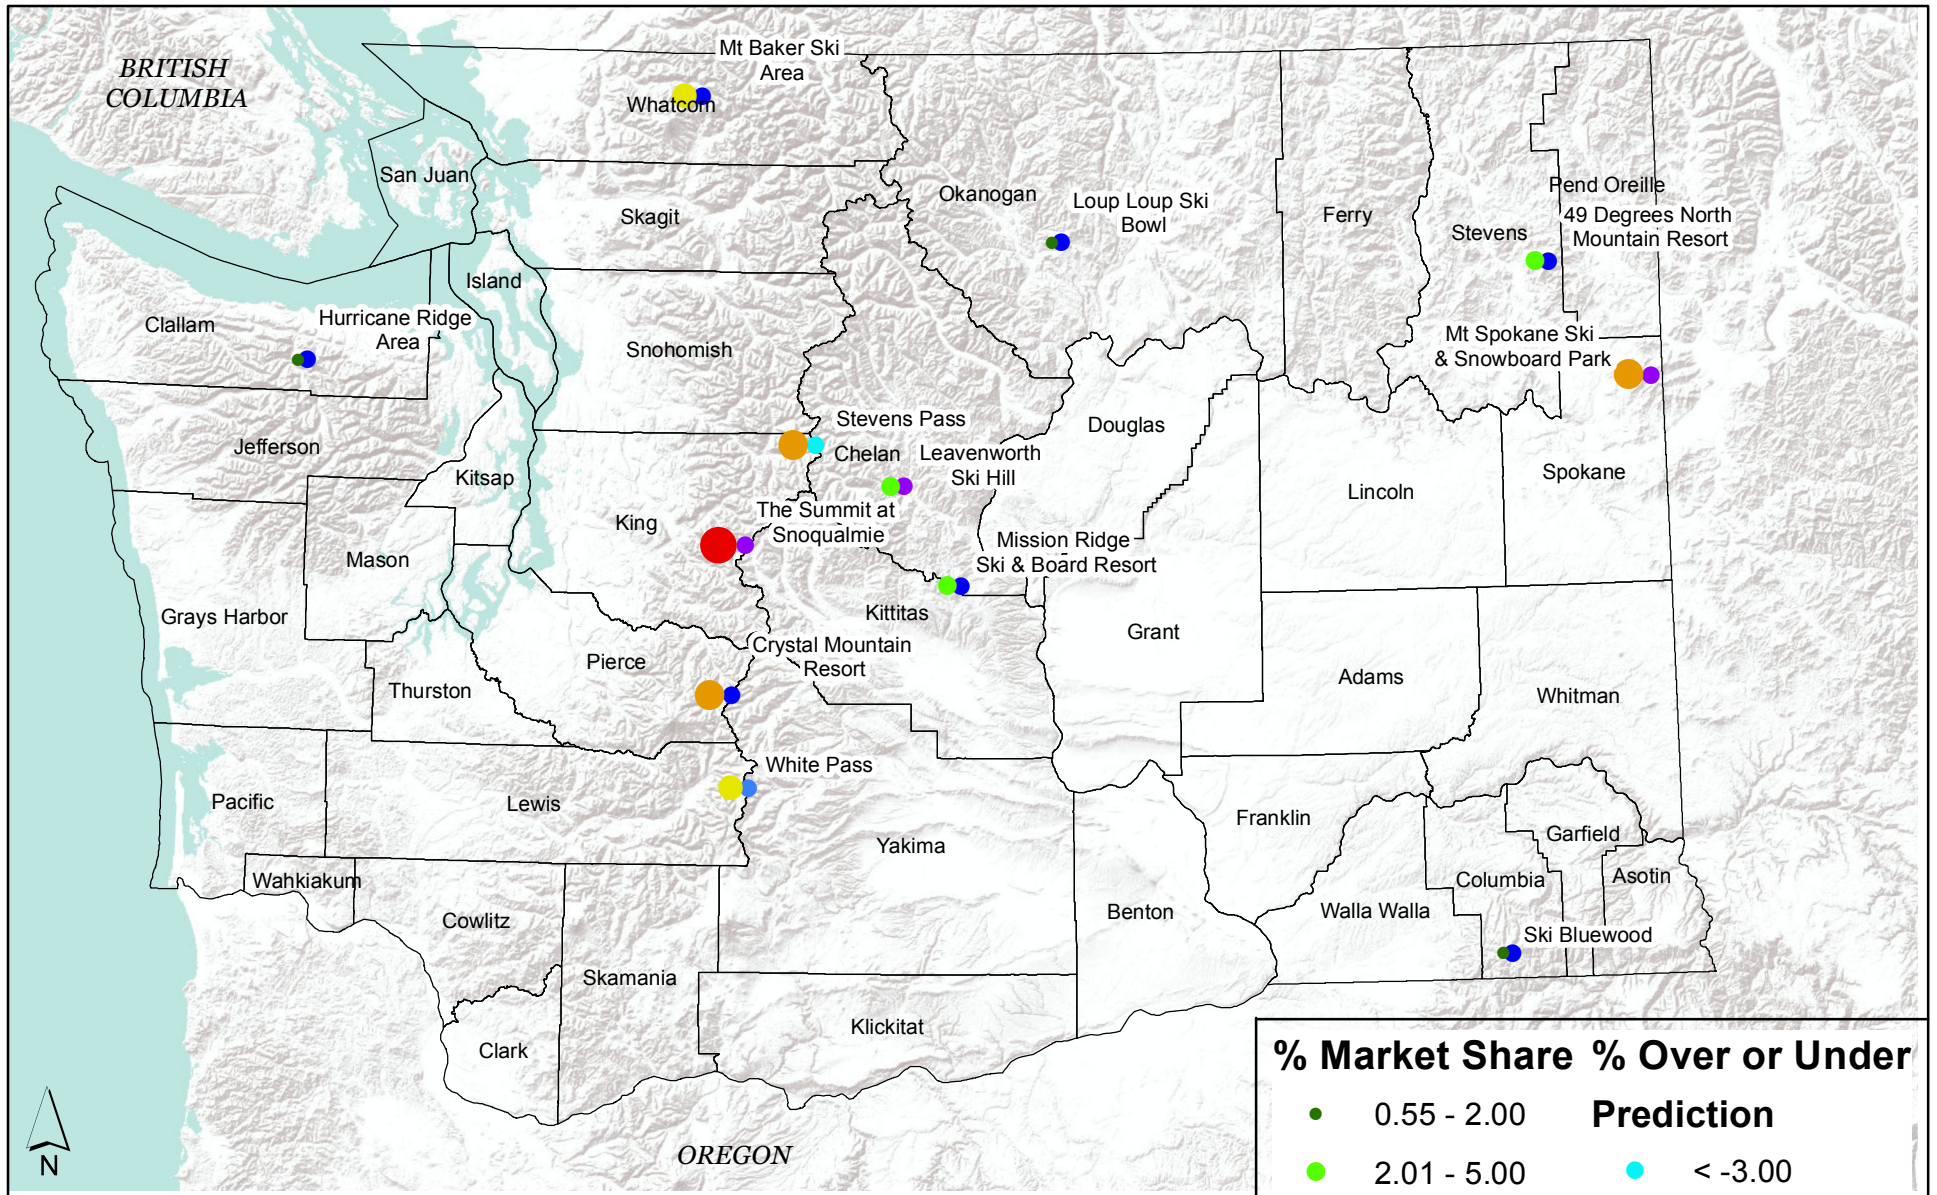 BRITISH
COLUMBIA
Mt Baker Ski
Area
Whatcom
San Juan
Skagit
Okanogan
Loup Loup Ski
Bowl
Ferry
Pend Oreille
Stevens
49 Degrees North
Mountain Resort
Island
Clallam
Hurricane Ridge
Area
Snohomish
Mt Spokane Ski
& Snowboard Park
Jefferson
Kitsap
Stevens Pass
Chelan
Leavenworth
Ski Hill
Douglas
Lincoln
Spokane
King
The Summit at
Snoqualmie
Mason
Mission Ridge
Ski & Board Resort
Grays Harbor
Kittitas
Grant
Pierce
Crystal Mountain
Resort
Thurston
Adams
Whitman
White Pass
Pacific
Lewis
Yakima
Franklin
Garfield
Wahkiakum
Columbia
Asotin
Cowlitz
Benton
Walla Walla
Ski Bluewood
Skamania
Klickitat
Clark
OREGON
N
% Market Share
0.55 - 2.00
2.01 - 5.00
% Over or Under
Prediction
< -3.00